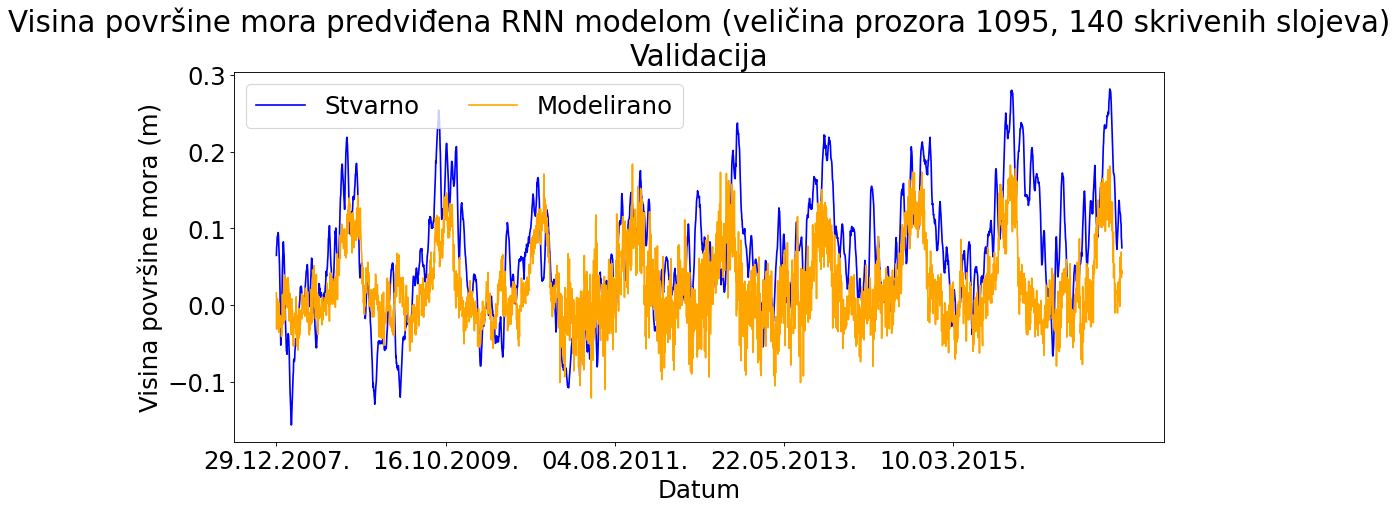 Visina površine mora predviđena RNN modelom (veličina prozora 1095, 140 skrivenih slojeva)
Validacija
Stvarno
Modelirano
Visina površine mora (m)
0.3
0.2
0.1
0.0
−0.1
29.12.2007.
16.10.2009.
04.08.2011.
22.05.2013.
10.03.2015.
Datum